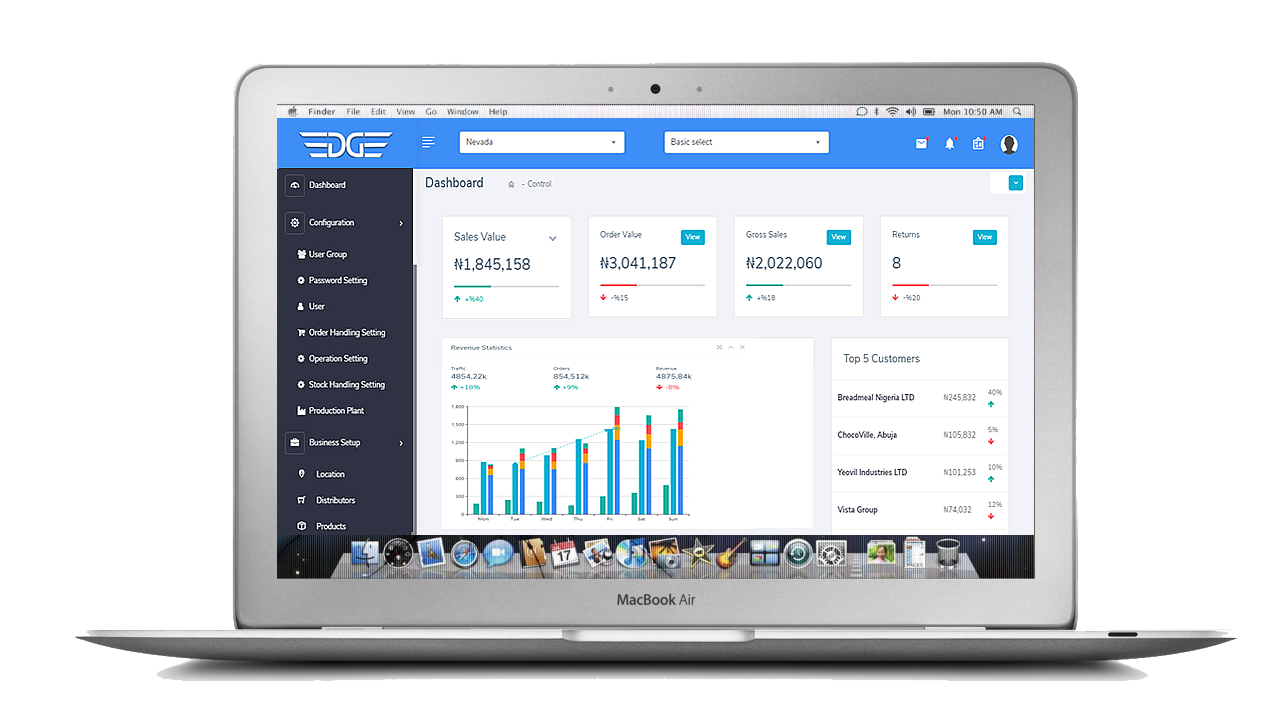 Finder File Edit View Go Window Help Mon 10:50 AM
EDGE
Nevada
Basic select
Dashboard
Configuration
User Group
Password Setting
User
Order Handling Setting
Operation Setting
Stock Handling Setting
Production Plant
Business Setup
Location
Distributors
Products
Dashboard - Control
Sales Value
₦1,845,158
+%40
Order Value View
₦3,041,187
-%15
Gross Sales View
₦2,022,060
+%18
Returns View
8
-%20
Revenue Statistics
Traffic Orders Revenue
4854,22k 854,512k 4875,84k
+18% +9% -8%
1,800
1,500
1,200
900
600
300
0
Mon Tue Wed Thu Fri Sat Sun
Top 5 Customers
Breadmeal Nigeria LTD ₦245,832 40%
ChocoVille, Abuja ₦105,832 5%
Yeovil Industries LTD ₦101,253 10%
Vista Group ₦74,032 12%
17
MacBook Air